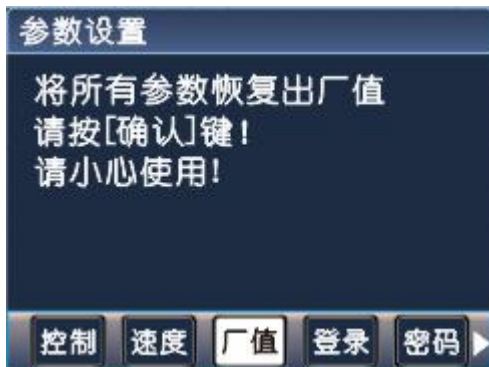 参数设置
将所有参数恢复出厂值
请按[确认]键!
请小心使用!
控制 速度 厂值 登录 密码